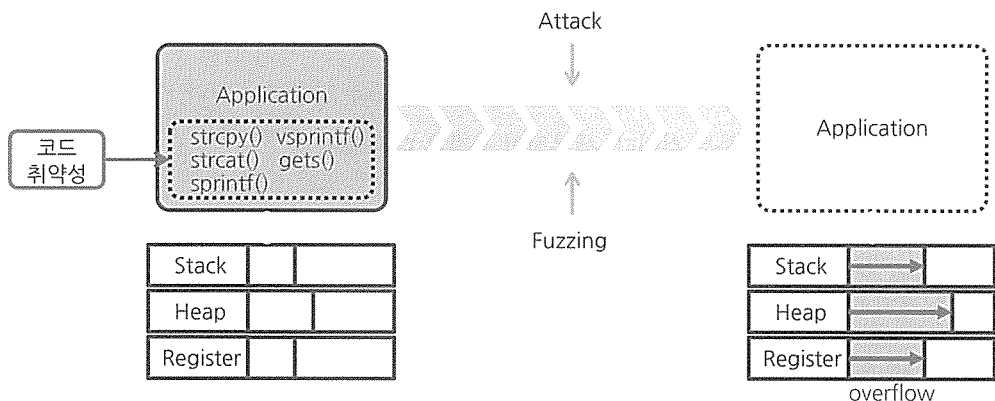 Attack
Application
strcpy() vsprintf()
strcat() gets()
sprintf()
코드
취약성
Application
Fuzzing
Stack
Heap
Register
Stack
Heap
Register
overflow